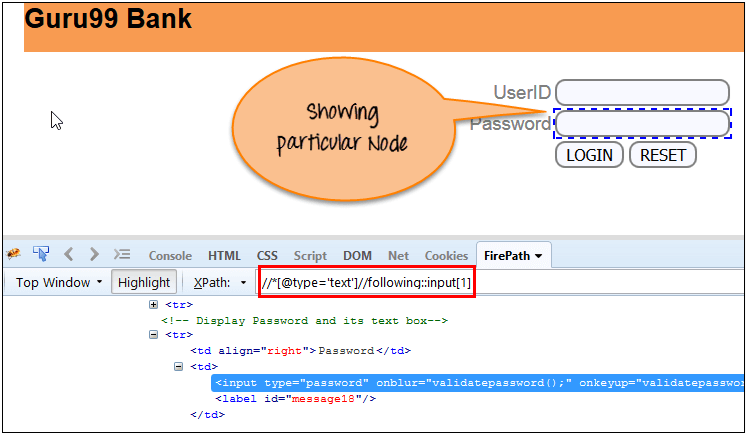 Guru99 Bank
UserID
Showing
particular Node
Password
LOGIN RESET
Console HTML CSS Script DOM Net Cookies FirePath
Top Window Highlight XPath: //*[@type='text']//following::input[1]
<tr>
<!-- Display Password and its text box-->
<tr>
<td align="right">Password</td>
<td>
<input type="password" onblur="validatepassword();" onkeyup="validatepasswor
<label id="message18"/>
</td>